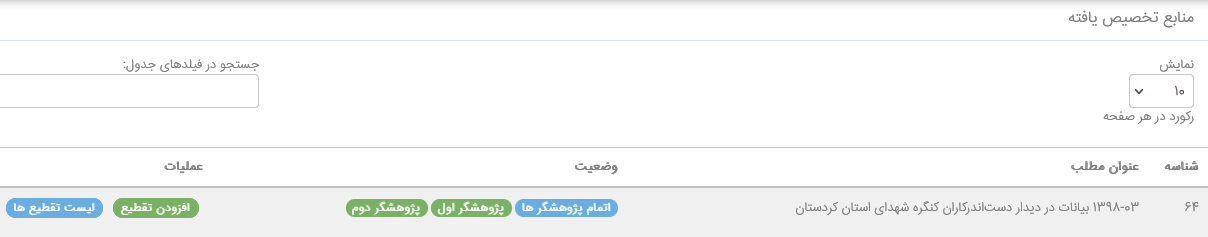 منابع تخصیص یافته
نمایش
۱۰
رکورد در هر صفحه
جستجو در فیلدهای جدول:
شناسه عنوان مطلب وضعیت عملیات
۶۴ ۱۳۹۸-۰۳ بیانات در دیدار دست‌اندرکاران کنگره شهدای استان کردستان اتمام پژوهشگر ها پژوهشگر اول پژوهشگر دوم افزودن تقطیع لیست تقطیع ها